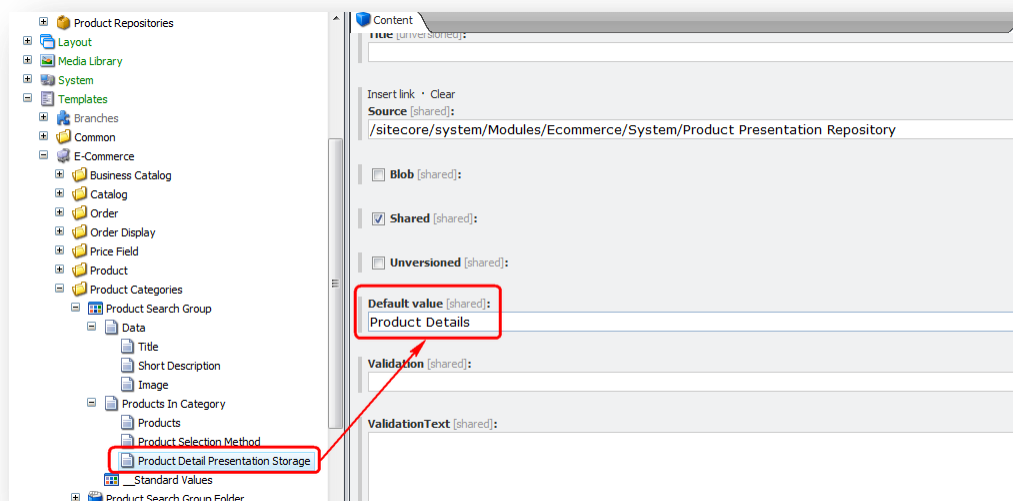 Product Repositories
Layout
Media Library
System
Templates
Branches
Common
E-Commerce
Business Catalog
Catalog
Order
Order Display
Price Field
Product
Product Categories
Product Search Group
Data
Title
Short Description
Image
Products In Category
Products
Product Selection Method
Product Detail Presentation Storage
__Standard Values
Product Search Group Folder
Content
Title [unversioned]:
Insert link · Clear
Source [shared]:
/sitecore/system/Modules/Ecommerce/System/Product Presentation Repository
Blob [shared]:
Shared [shared]:
Unversioned [shared]:
Default value [shared]:
Product Details
Validation [shared]:
ValidationText [shared]: